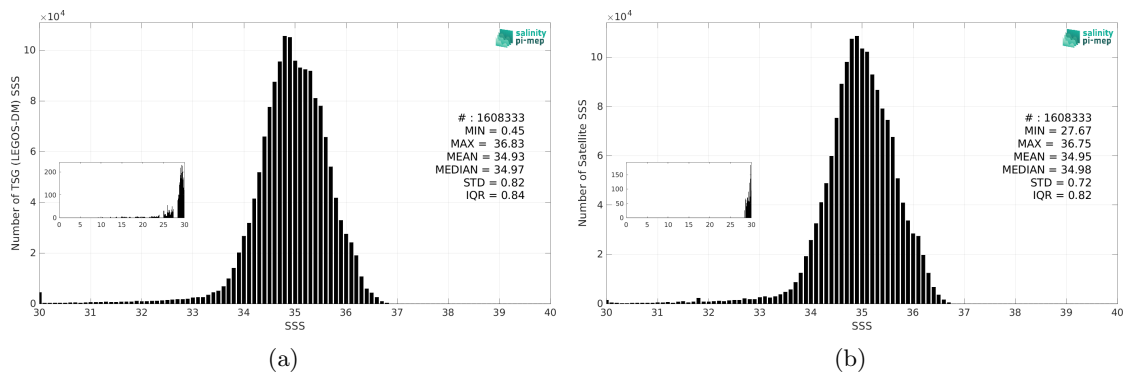 ×10⁴
salinity
pi-mep
Number of TSG (LEGOS-DM) SSS
10
8
6
4
2
0
# : 1608333
MIN = 0.45
MAX = 36.83
MEAN = 34.93
MEDIAN = 34.97
STD = 0.82
IQR = 0.84
200
100
0
0 5 10 15 20 25 30
30 31 32 33 34 35 36 37 38 39 40
SSS
(a)
×10⁴
salinity
pi-mep
Number of Satellite SSS
10
8
6
4
2
0
# : 1608333
MIN = 27.67
MAX = 36.75
MEAN = 34.95
MEDIAN = 34.98
STD = 0.72
IQR = 0.82
150
100
50
0
0 5 10 15 20 25 30
30 31 32 33 34 35 36 37 38 39 40
SSS
(b)